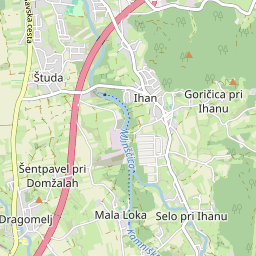 Študa
Ihan
Goričica pri
Ihanu
Šentpavel pri
Domžalah
Dragomelj
Mala Loka
Selo pri Ihanu